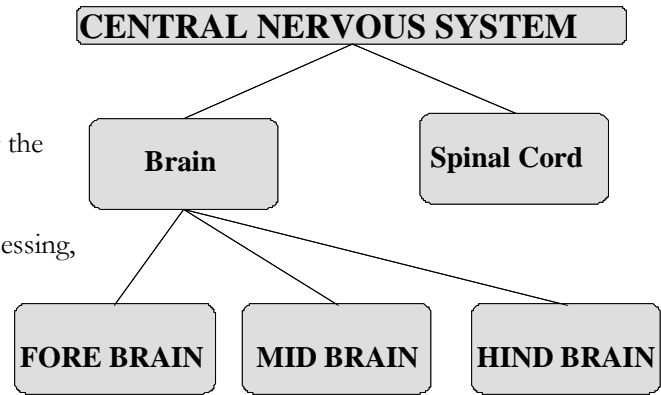 CENTRAL NERVOUS SYSTEM
the
Brain
Spinal Cord
essing,
FORE BRAIN
MID BRAIN
HIND BRAIN